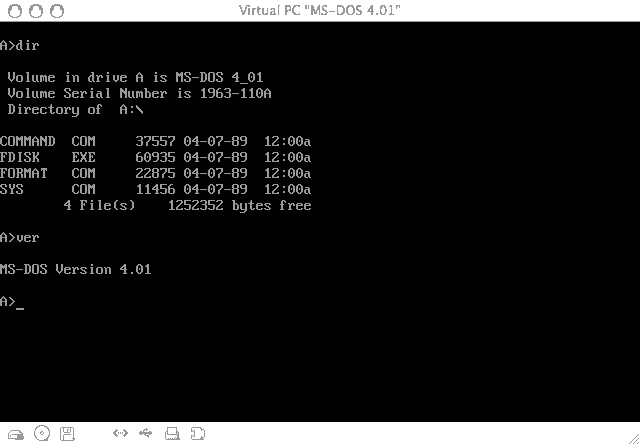 Virtual PC "MS-DOS 4.01"
A>dir
Volume in drive A is MS-DOS 4_01
Volume Serial Number is 1963-110A
Directory of  A:\
COMMAND  COM     37557 04-07-89  12:00a
FDISK    EXE     60935 04-07-89  12:00a
FORMAT   COM     22875 04-07-89  12:00a
SYS      COM     11456 04-07-89  12:00a
4 File(s)    1252352 bytes free
A>ver
MS-DOS Version 4.01
A>_